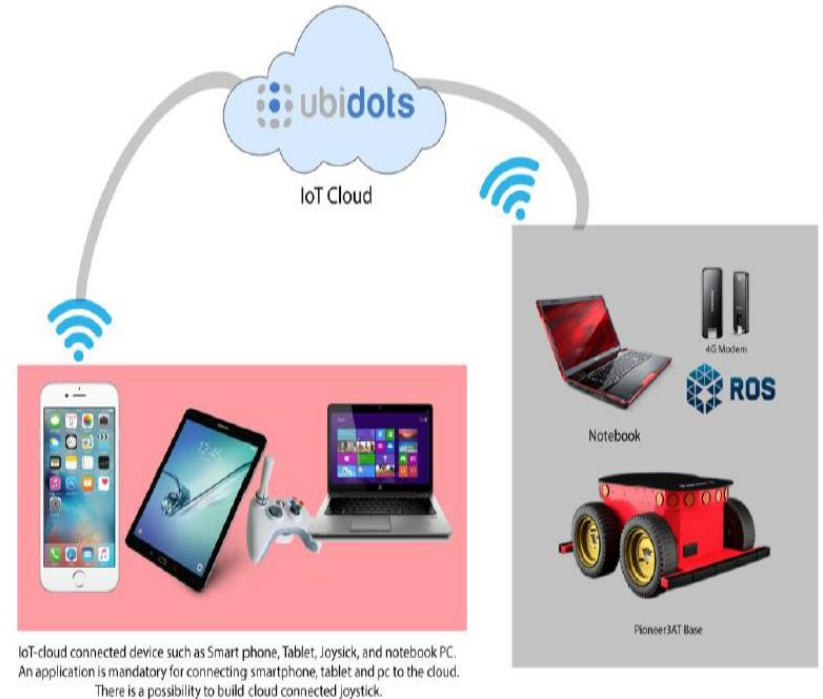 ubidots
IoT Cloud
4G Modem
ROS
Notebook
Pioneer3AT Base
12:45
IoT-cloud connected device such as Smart phone, Tablet, Joysick, and notebook PC.
An application is mandatory for connecting smartphone, tablet and pc to the cloud.
There is a possibility to build cloud connected joystick.